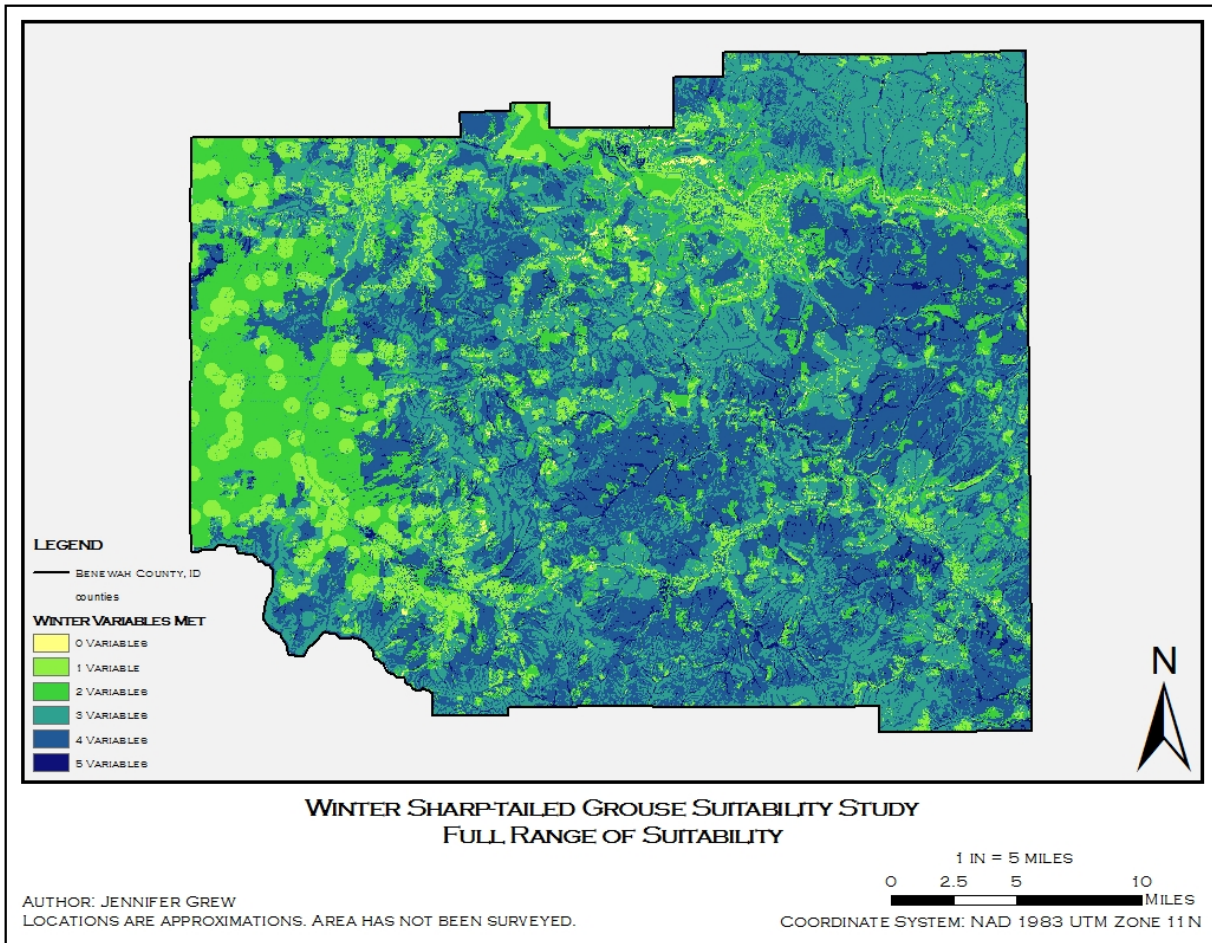 LEGEND
BENEWAH COUNTY, ID
COUNTIES
WINTER VARIABLES MET
0 VARIABLES
1 VARIABLE
2 VARIABLES
3 VARIABLES
4 VARIABLES
5 VARIABLES
N
WINTER SHARP-TAILED GROUSE SUITABILITY STUDY
FULL RANGE OF SUITABILITY
1 IN = 5 MILES
0 2.5 5 10
MILES
AUTHOR: JENNIFER GREW
LOCATIONS ARE APPROXIMATIONS. AREA HAS NOT BEEN SURVEYED.
COORDINATE SYSTEM: NAD 1983 UTM ZONE 11N